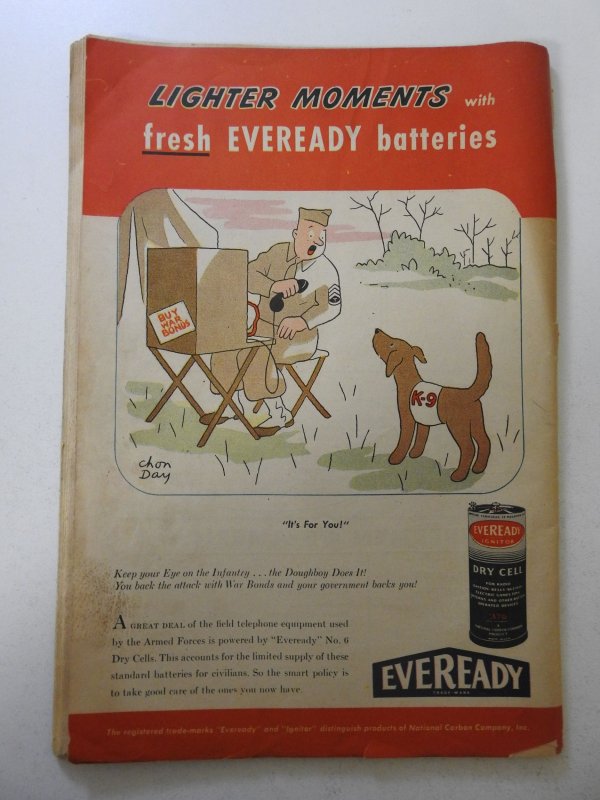 LIGHTER MOMENTS with
fresh EVEREADY batteries
BUY
WAR
BONDS
K-9
Chon
Day
"It's For You!"
Keep your Eye on the Infantry . . . the Doughboy Does It!
You back the attack with War Bonds and your government backs you!
A GREAT DEAL of the field telephone equipment used
by the Armed Forces is powered by "Eveready" No. 6
Dry Cells. This accounts for the limited supply of these
standard batteries for civilians. So the smart policy is
to take good care of the ones you now have.
EVEREADY
IGNITOR
DRY CELL
FOR RADIO
EVEREADY
TRADE-MARK
The registered trade-marks "Eveready" and "Ignitor" distinguish products of National Carbon Company, Inc.